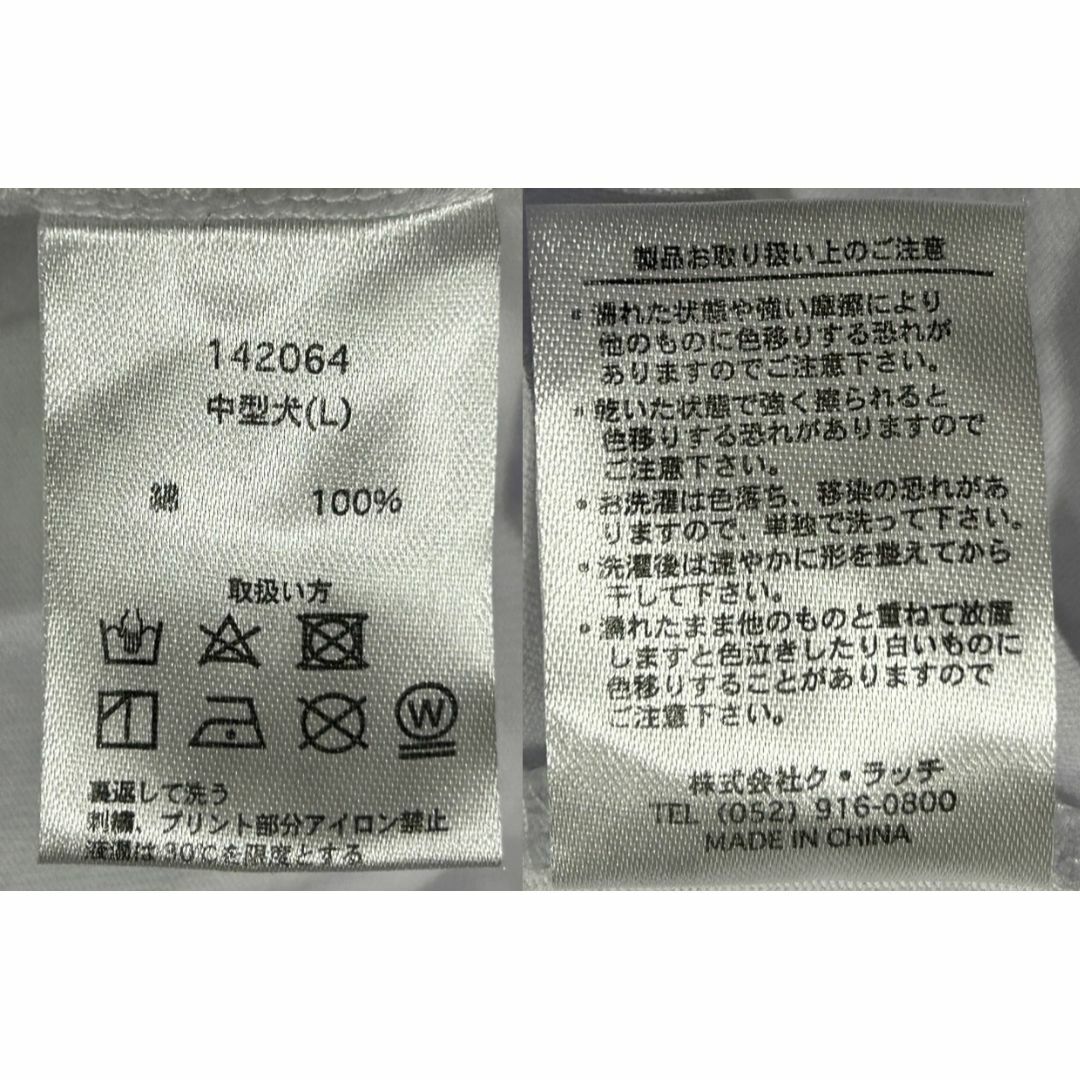 142064
中型犬(L)
綿 100%
取扱い方
W
裏返して洗う
刺繍、プリント部分アイロン禁止
液温は30℃を限度とする
製品お取り扱い上のご注意
• 濡れた状態や強い摩擦により
他のものに色移りする恐れが
ありますのでご注意下さい。
• 乾いた状態で強く擦られると
色移りする恐れがありますので
ご注意下さい。
• お洗濯は色落ち、移染の恐れがあ
りますので、単独で洗って下さい。
• 洗濯後は速やかに形を整えてから
干して下さい。
• 濡れたまま他のものと重ねて放置
しますと色泣きしたり白いものに
色移りすることがありますので
ご注意下さい。
株式会社ク・ラッチ
TEL (052) 916-0800
MADE IN CHINA